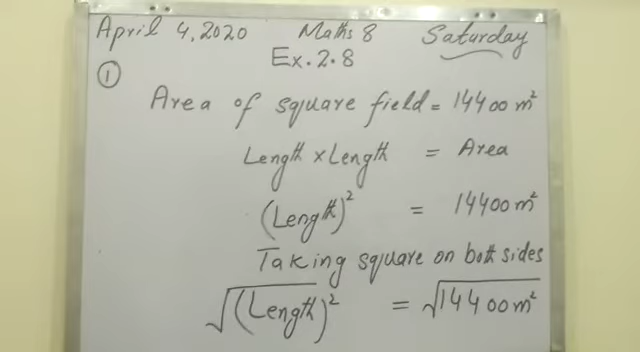 April 4, 2020 Maths 8 Saturday
Ex. 2.8
①
Area of square field = 14400 m²
Length × Length = Area
(Length)² = 14400 m²
Taking square on both sides
√(Length)² = √14400 m²